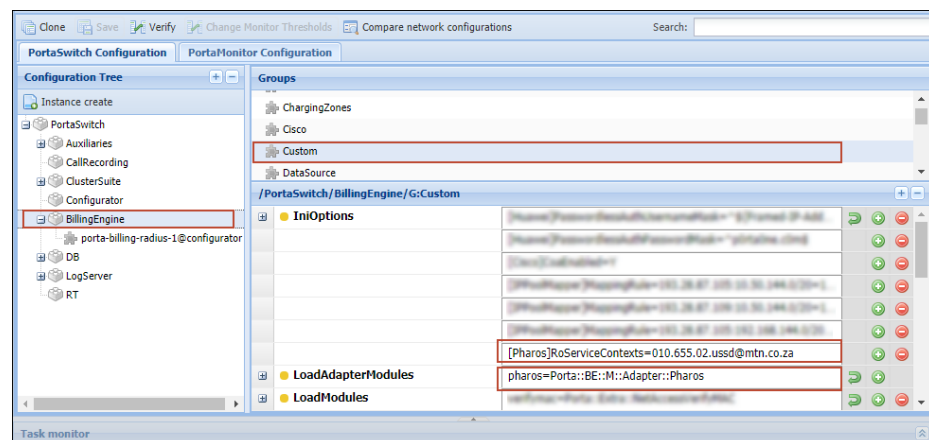 Clone Save Verify Change Monitor Thresholds Compare network configurations Search:
PortaSwitch Configuration PortaMonitor Configuration
Configuration Tree
Instance create
PortaSwitch
Auxiliaries
CallRecording
ClusterSuite
Configurator
BillingEngine
porta-billing-radius-1@configurator
DB
LogServer
RT
Groups
ChargingZones
Cisco
Custom
DataSource
/PortaSwitch/BillingEngine/G:Custom
IniOptions
[Cisco]CoaEnabled=Y
[Pharos]RoServiceContexts=010.655.02.ussd@mtn.co.za
LoadAdapterModules pharos=Porta::BE::M::Adapter::Pharos
LoadModules
Task monitor